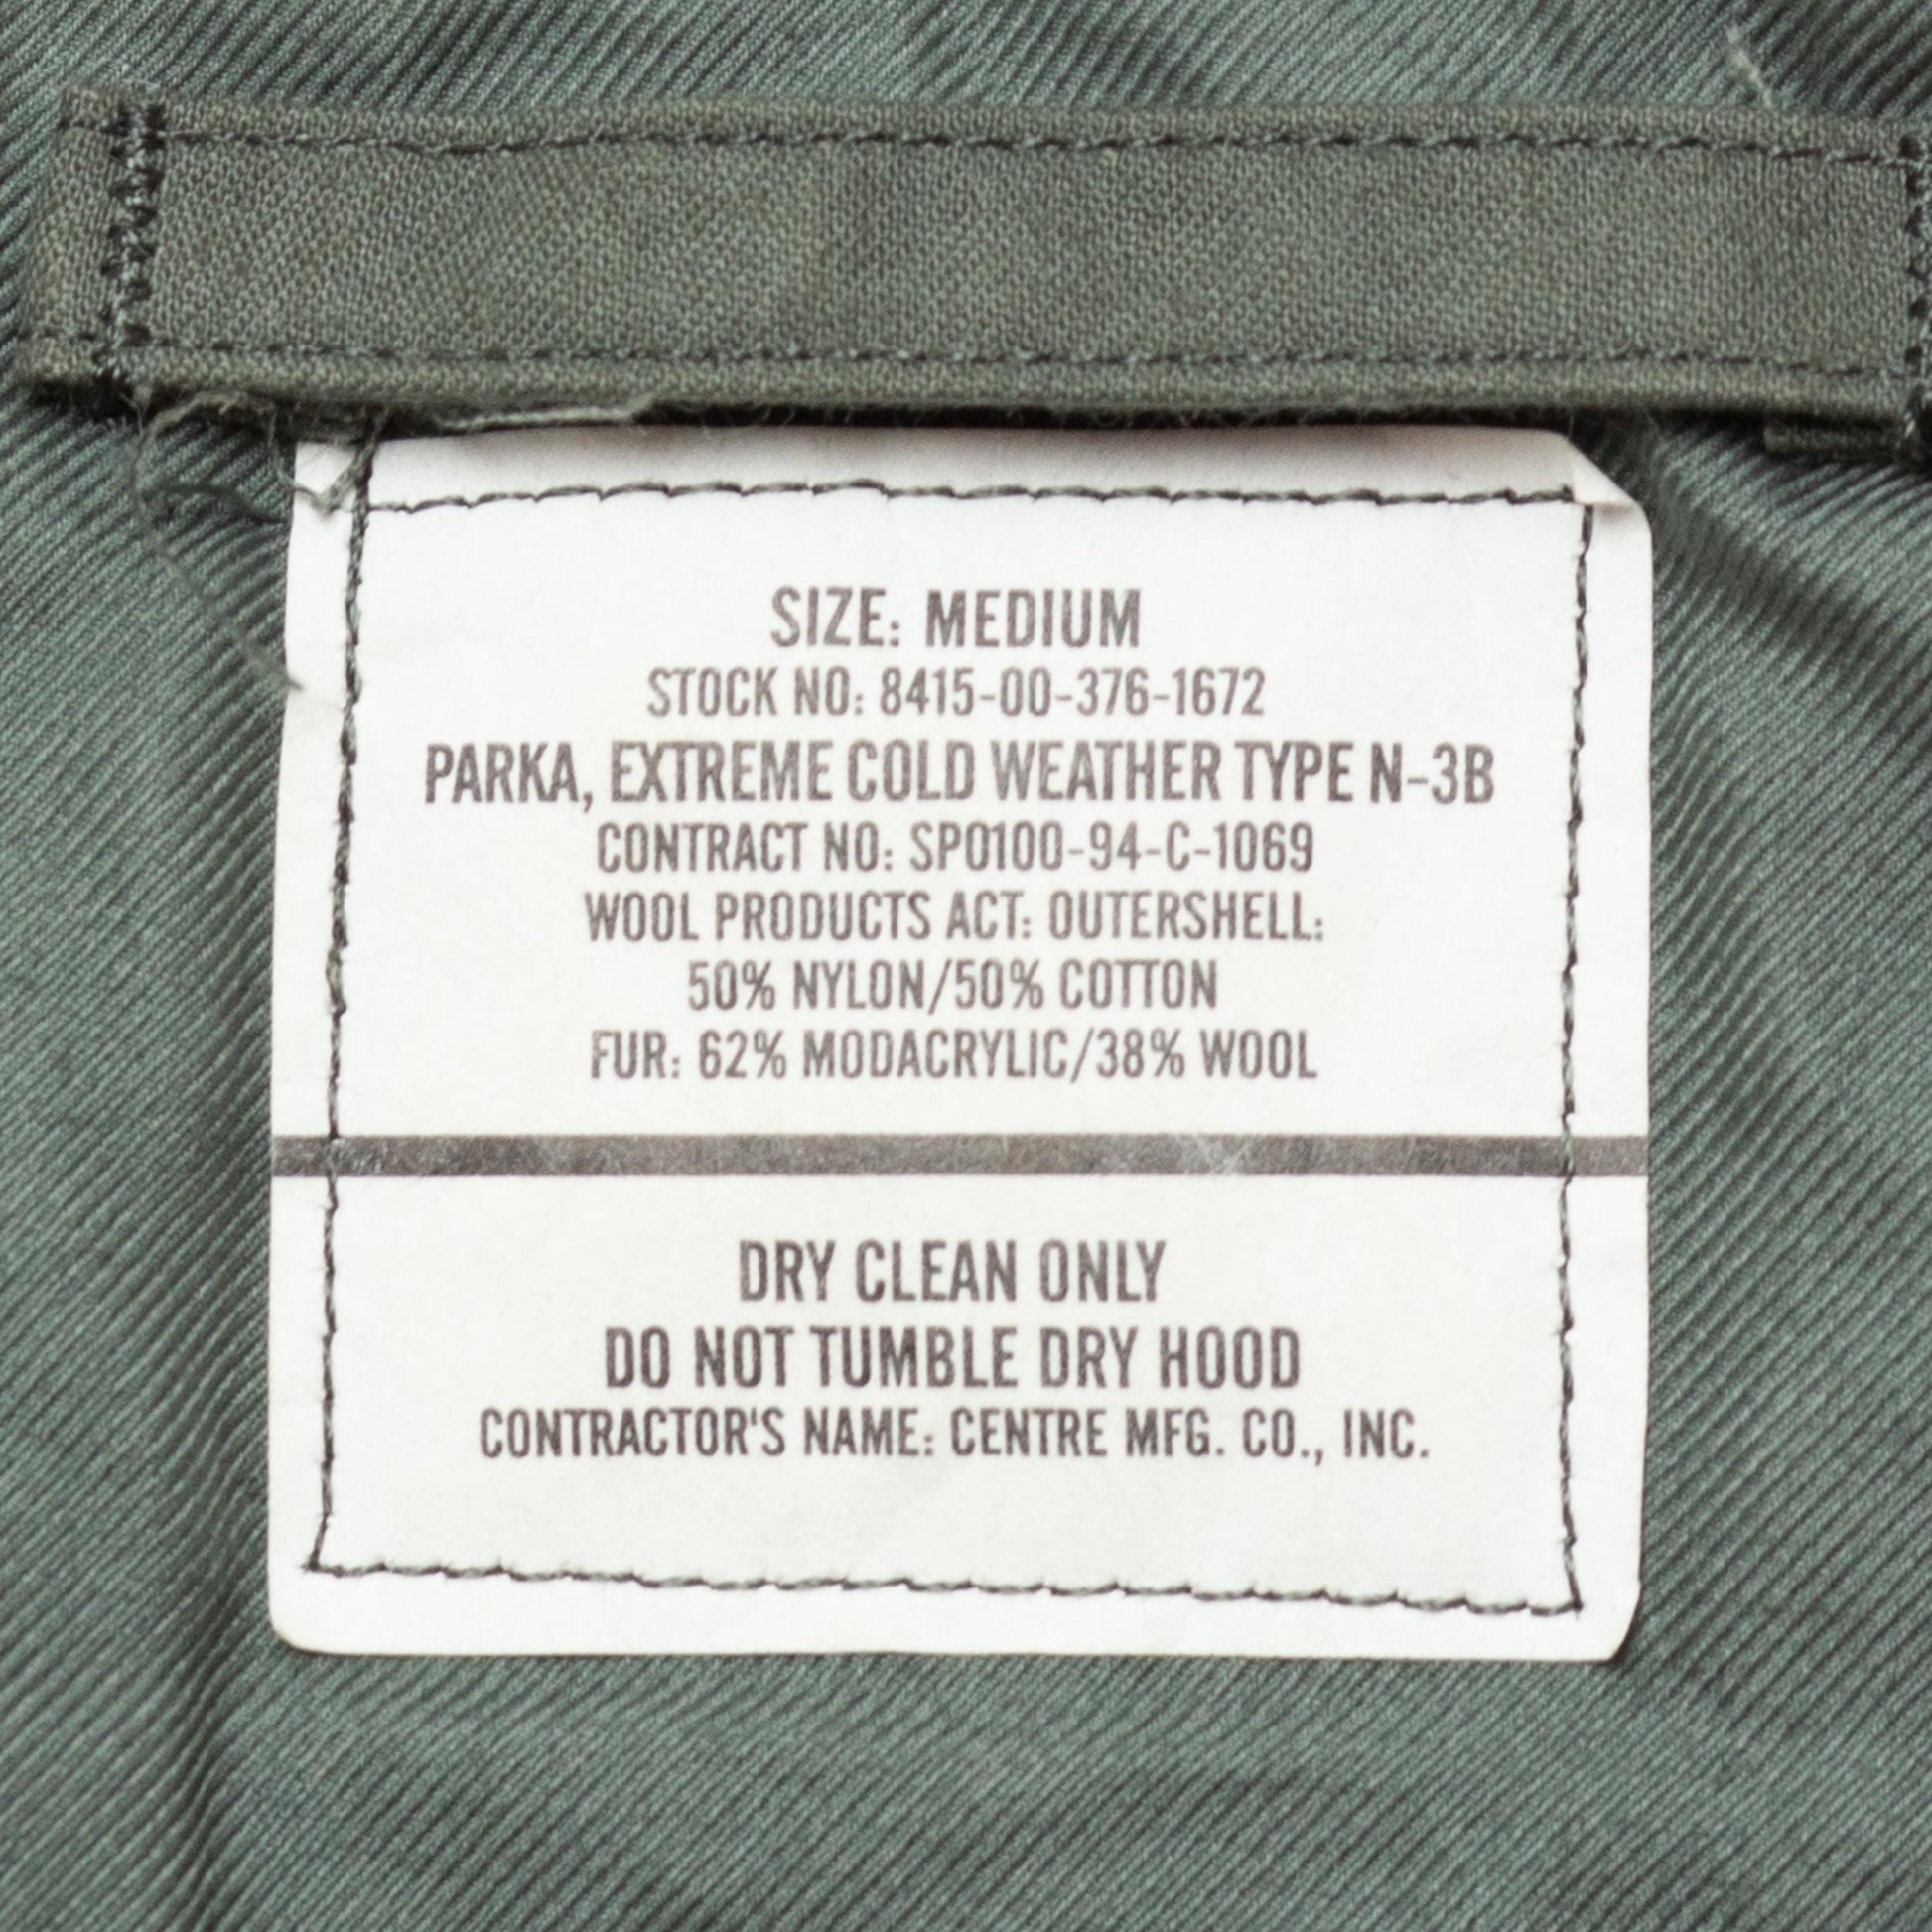 SIZE: MEDIUM
STOCK NO: 8415-00-376-1672
PARKA, EXTREME COLD WEATHER TYPE N-3B
CONTRACT NO: SPO100-94-C-1069
WOOL PRODUCTS ACT: OUTERSHELL:
50% NYLON/50% COTTON
FUR: 62% MODACRYLIC/38% WOOL
DRY CLEAN ONLY
DO NOT TUMBLE DRY HOOD
CONTRACTOR'S NAME: CENTRE MFG. CO., INC.